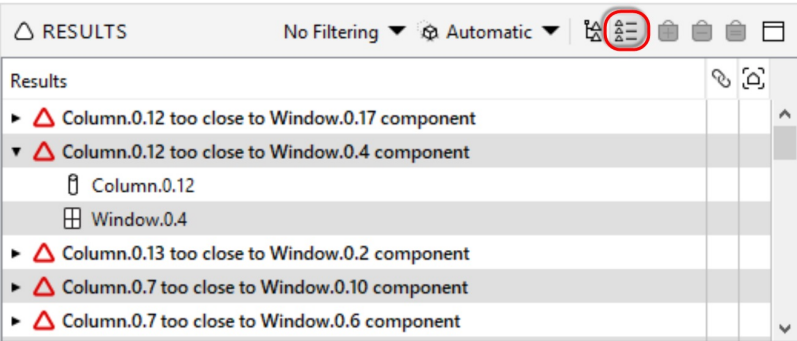 RESULTS No Filtering Automatic
Results
Column.0.12 too close to Window.0.17 component
Column.0.12 too close to Window.0.4 component
Column.0.12
Window.0.4
Column.0.13 too close to Window.0.2 component
Column.0.7 too close to Window.0.10 component
Column.0.7 too close to Window.0.6 component